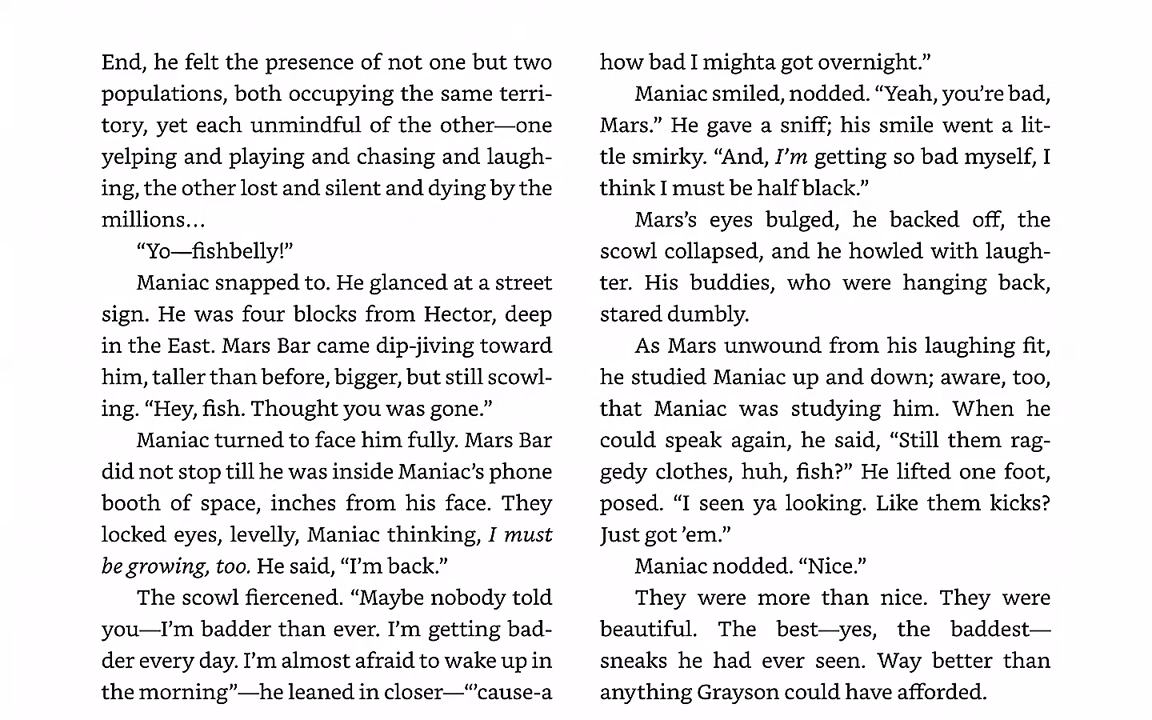 End, he felt the presence of not one but two
populations, both occupying the same terri-
tory, yet each unmindful of the other—one
yelping and playing and chasing and laugh-
ing, the other lost and silent and dying by the
millions…
“Yo—fishbelly!”
Maniac snapped to. He glanced at a street
sign. He was four blocks from Hector, deep
in the East. Mars Bar came dip-jiving toward
him, taller than before, bigger, but still scowl-
ing. “Hey, fish. Thought you was gone.”
Maniac turned to face him fully. Mars Bar
did not stop till he was inside Maniac’s phone
booth of space, inches from his face. They
locked eyes, levelly, Maniac thinking, I must
be growing, too. He said, “I’m back.”
The scowl fiercened. “Maybe nobody told
you—I’m badder than ever. I’m getting bad-
der every day. I’m almost afraid to wake up in
the morning”—he leaned in closer—“’cause-a
how bad I mighta got overnight.”
Maniac smiled, nodded. “Yeah, you’re bad,
Mars.” He gave a sniff; his smile went a lit-
tle smirky. “And, I’m getting so bad myself, I
think I must be half black.”
Mars’s eyes bulged, he backed off, the
scowl collapsed, and he howled with laugh-
ter. His buddies, who were hanging back,
stared dumbly.
As Mars unwound from his laughing fit,
he studied Maniac up and down; aware, too,
that Maniac was studying him. When he
could speak again, he said, “Still them rag-
gedy clothes, huh, fish?” He lifted one foot,
posed. “I seen ya looking. Like them kicks?
Just got ’em.”
Maniac nodded. “Nice.”
They were more than nice. They were
beautiful. The best—yes, the baddest—
sneaks he had ever seen. Way better than
anything Grayson could have afforded.